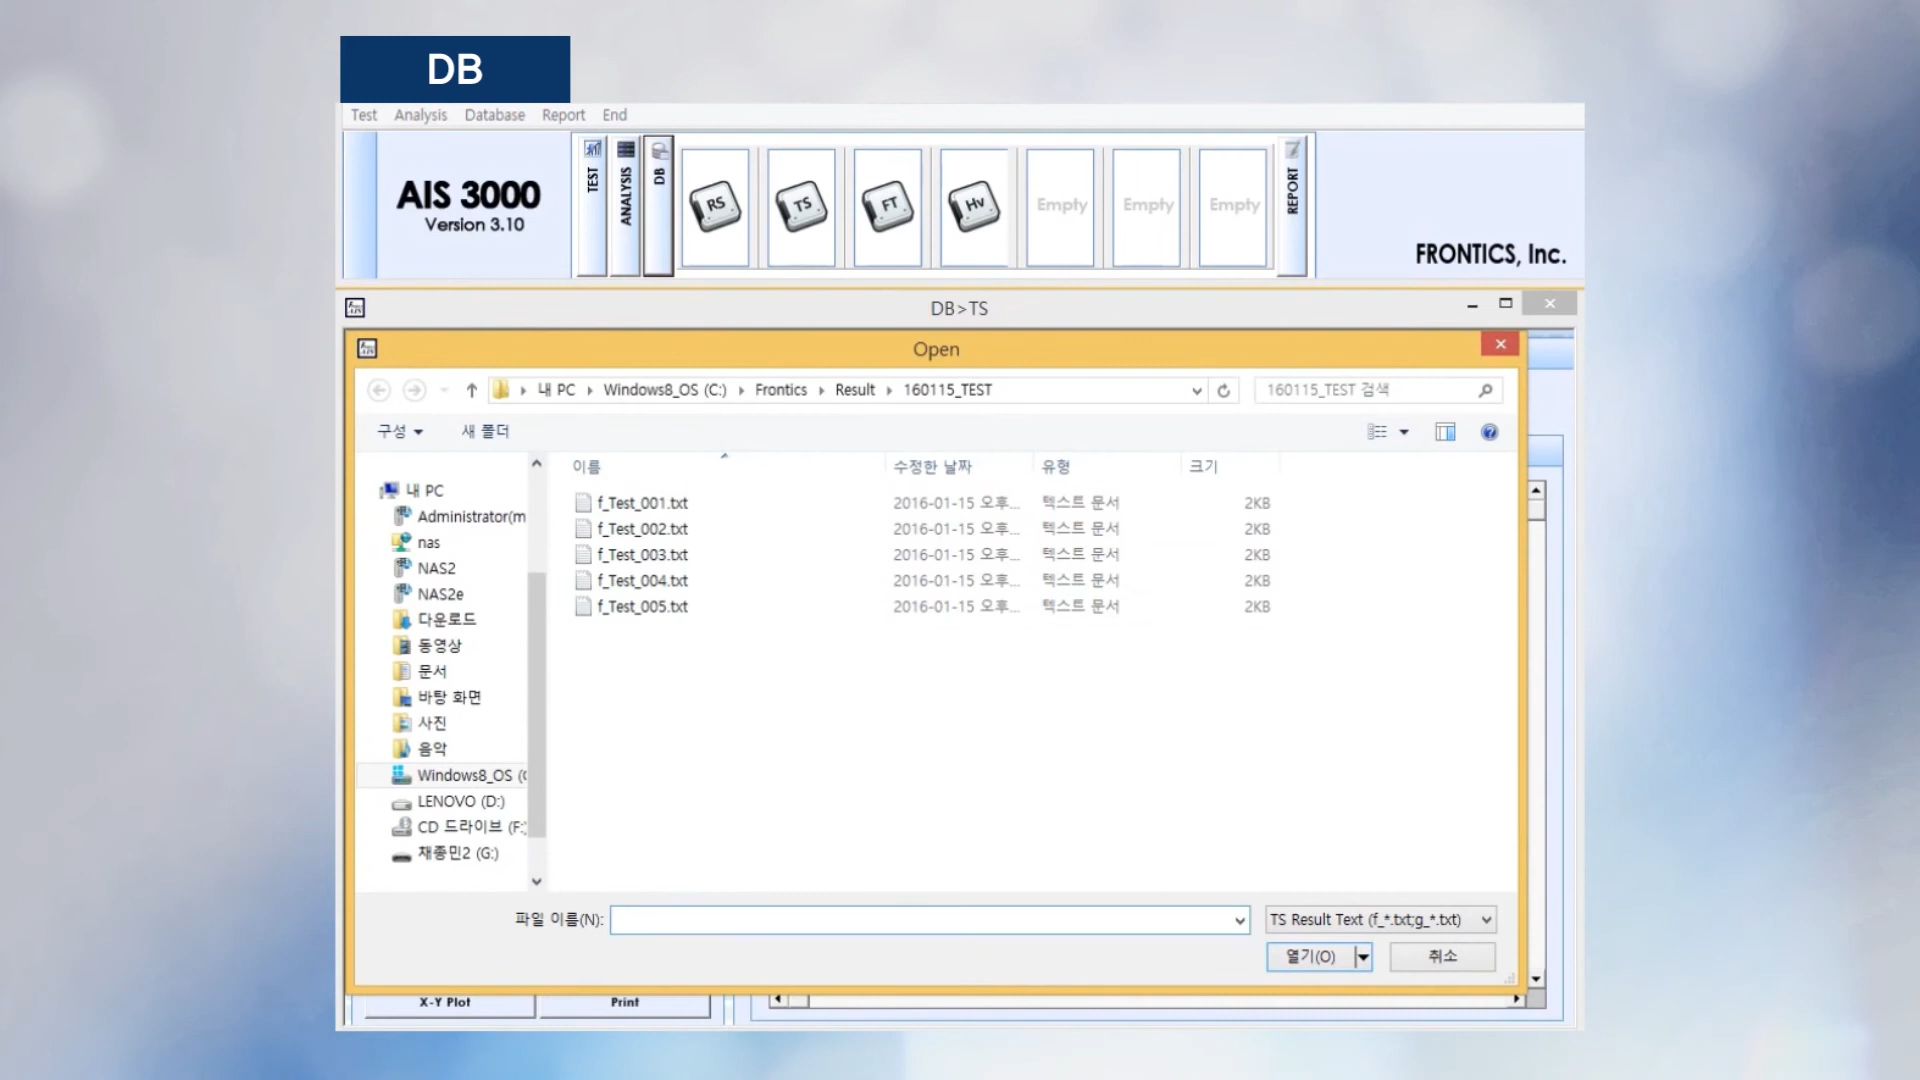 DB
Test Analysis Database Report End
AIS 3000
Version 3.10
TEST
ANALYSIS
DB
RS
TS
FT
Hv
Empty
Empty
Empty
REPORT
FRONTICS, Inc.
DB>TS
Open
내 PC Windows8_OS (C:) Frontics Result 160115_TEST
160115_TEST 검색
구성 새 폴더
이름 수정한 날짜 유형 크기
f_Test_001.txt 2016-01-15 오후... 텍스트 문서 2KB
f_Test_002.txt 2016-01-15 오후... 텍스트 문서 2KB
f_Test_003.txt 2016-01-15 오후... 텍스트 문서 2KB
f_Test_004.txt 2016-01-15 오후... 텍스트 문서 2KB
f_Test_005.txt 2016-01-15 오후... 텍스트 문서 2KB
내 PC
Administrator(m
nas
NAS2
NAS2e
다운로드
동영상
문서
바탕 화면
사진
음악
Windows8_OS (C
LENOVO (D:)
CD 드라이브 (F:)
채종민2 (G:)
파일 이름(N):
TS Result Text (f_*.txt;g_*.txt)
열기(O)
취소
X-Y Plot
Print